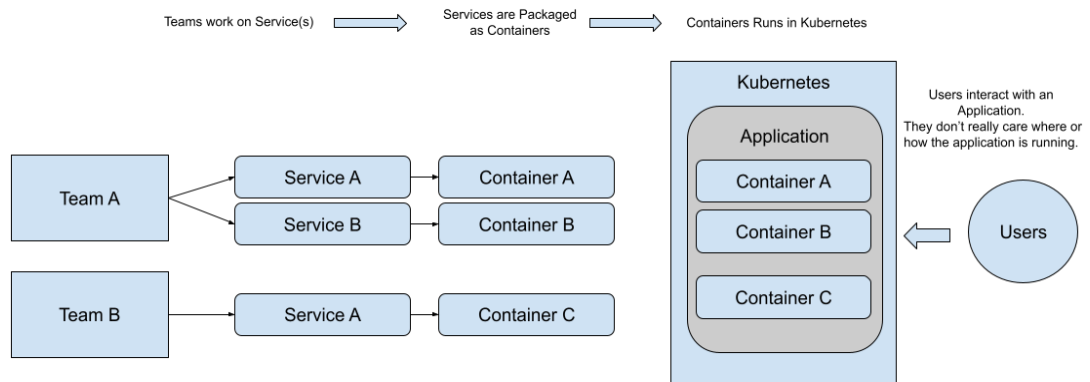 Teams work on Service(s)
Services are Packaged
as Containers
Containers Runs in Kubernetes
Kubernetes
Users interact with an
Application.
They don't really care where or
how the application is running.
Application
Team A
Service A
Container A
Service B
Container B
Team B
Service A
Container C
Container A
Container B
Container C
Users